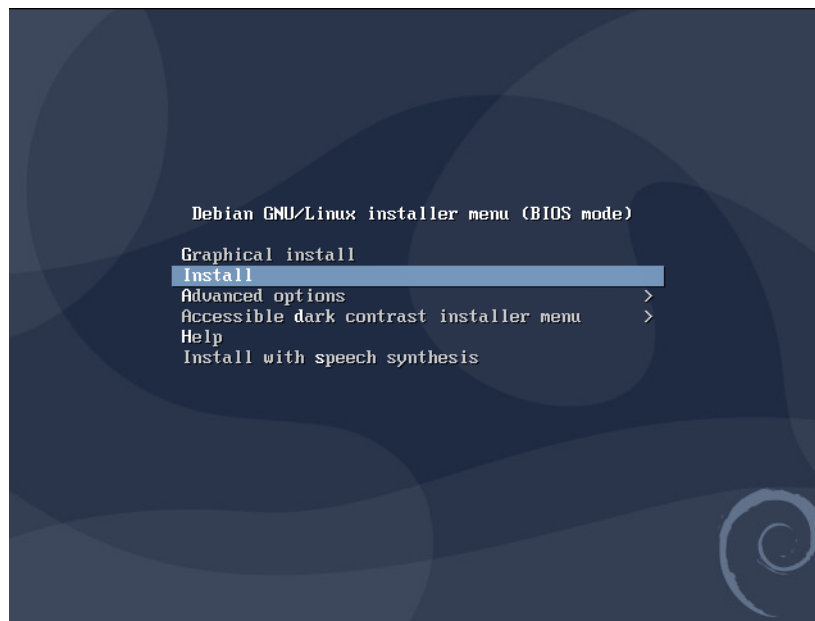 Debian GNU/Linux installer menu (BIOS mode)
Graphical install
Install
Advanced options >
Accessible dark contrast installer menu >
Help
Install with speech synthesis